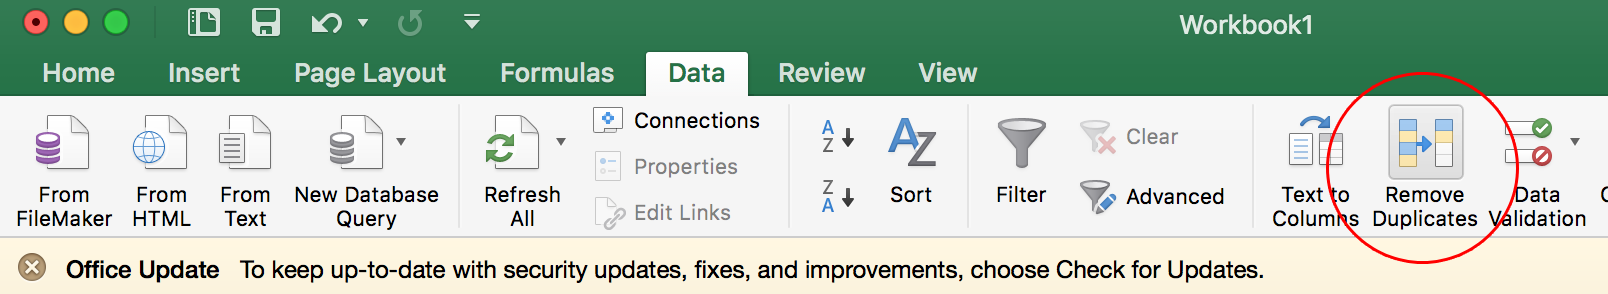 Workbook1
Home Insert Page Layout Formulas Data Review View
From FileMaker
From HTML
From Text
New Database Query
Refresh All
Connections
Properties
Edit Links
A Z
Z A
AZ
Sort
Filter
Clear
Advanced
Text to Columns
Remove Duplicates
Data Validation
Office Update To keep up-to-date with security updates, fixes, and improvements, choose Check for Updates.